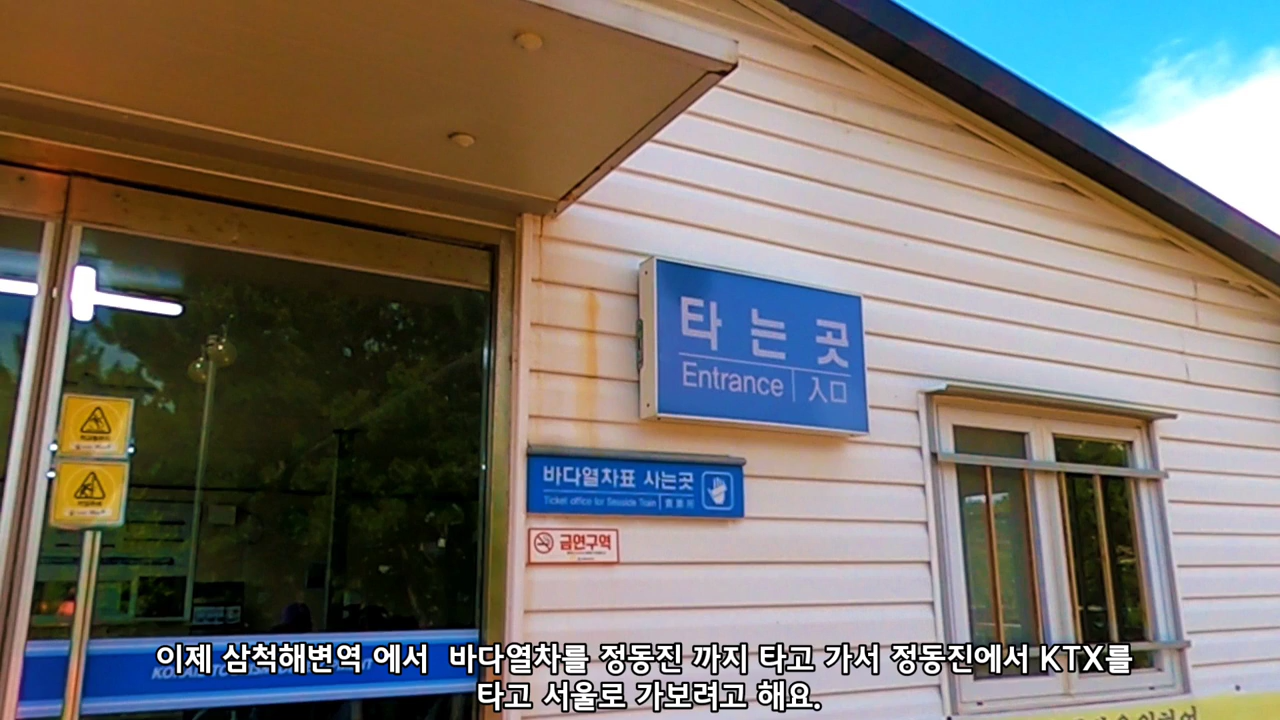 타는곳
Entrance
入口
바다열차표 사는곳
Ticket office for Seaside Train
금연구역
이제 삼척해변역 에서 바다열차를 정동진 까지 타고 가서 정동진에서 KTX를
타고 서울로 가보려고 해요.